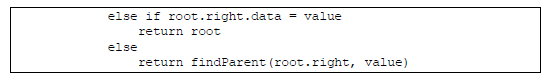 else if root.right.data = value
return root
else
return findParent(root.right, value)